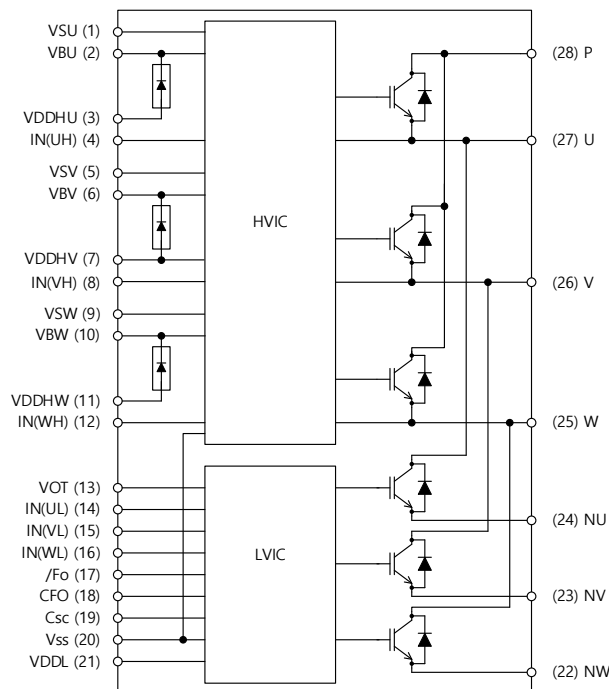 VSU (1)
VBU (2)
VDDHU (3)
IN(UH) (4)
VSV (5)
VBV (6)
VDDHV (7)
IN(VH) (8)
VSW (9)
VBW (10)
VDDHW (11)
IN(WH) (12)
VOT (13)
IN(UL) (14)
IN(VL) (15)
IN(WL) (16)
/Fo (17)
CFO (18)
Csc (19)
Vss (20)
VDDL (21)
HVIC
LVIC
(28) P
(27) U
(26) V
(25) W
(24) NU
(23) NV
(22) NW